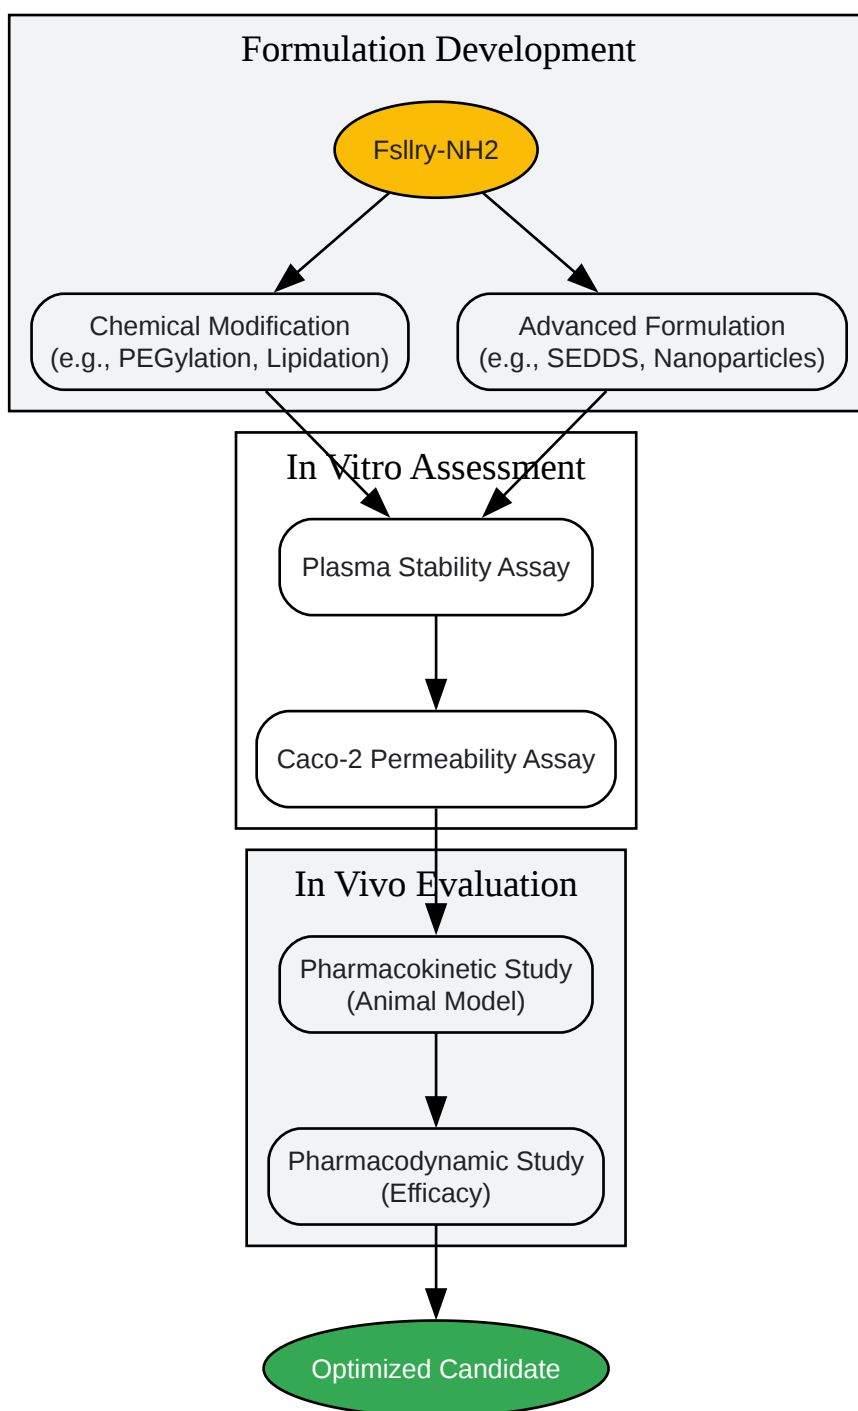 Formulation Development
Fsllry-NH2
Chemical Modification
(e.g., PEGylation, Lipidation)
Advanced Formulation
(e.g., SEDDS, Nanoparticles)
In Vitro Assessment
Plasma Stability Assay
Caco-2 Permeability Assay
In Vivo Evaluation
Pharmacokinetic Study
(Animal Model)
Pharmacodynamic Study
(Efficacy)
Optimized Candidate